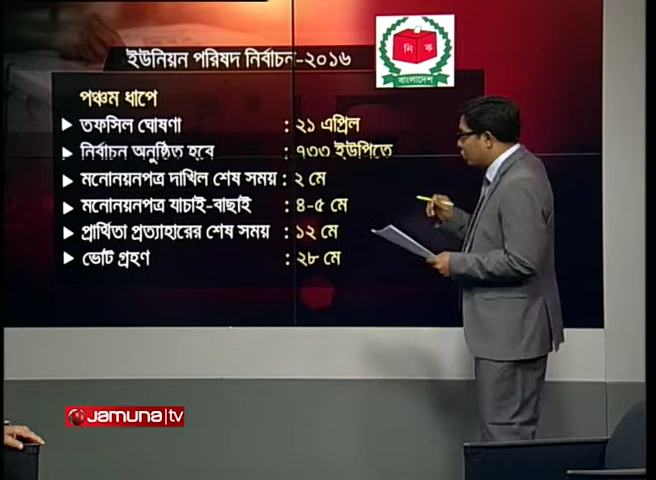 ইউনিয়ন পরিষদ নির্বাচন-২০১৬
নি ক
বাংলাদেশ
পঞ্চম ধাপে
তফসিল ঘোষণা : ২১ এপ্রিল
নির্বাচন অনুষ্ঠিত হবে : ৭৩৩ ইউপিতে
মনোনয়নপত্র দাখিল শেষ সময় : ২ মে
মনোনয়নপত্র যাচাই-বাছাই : ৪-৫ মে
প্রার্থিতা প্রত্যাহারের শেষ সময় : ১২ মে
ভোট গ্রহণ : ২৮ মে
Jamuna tv